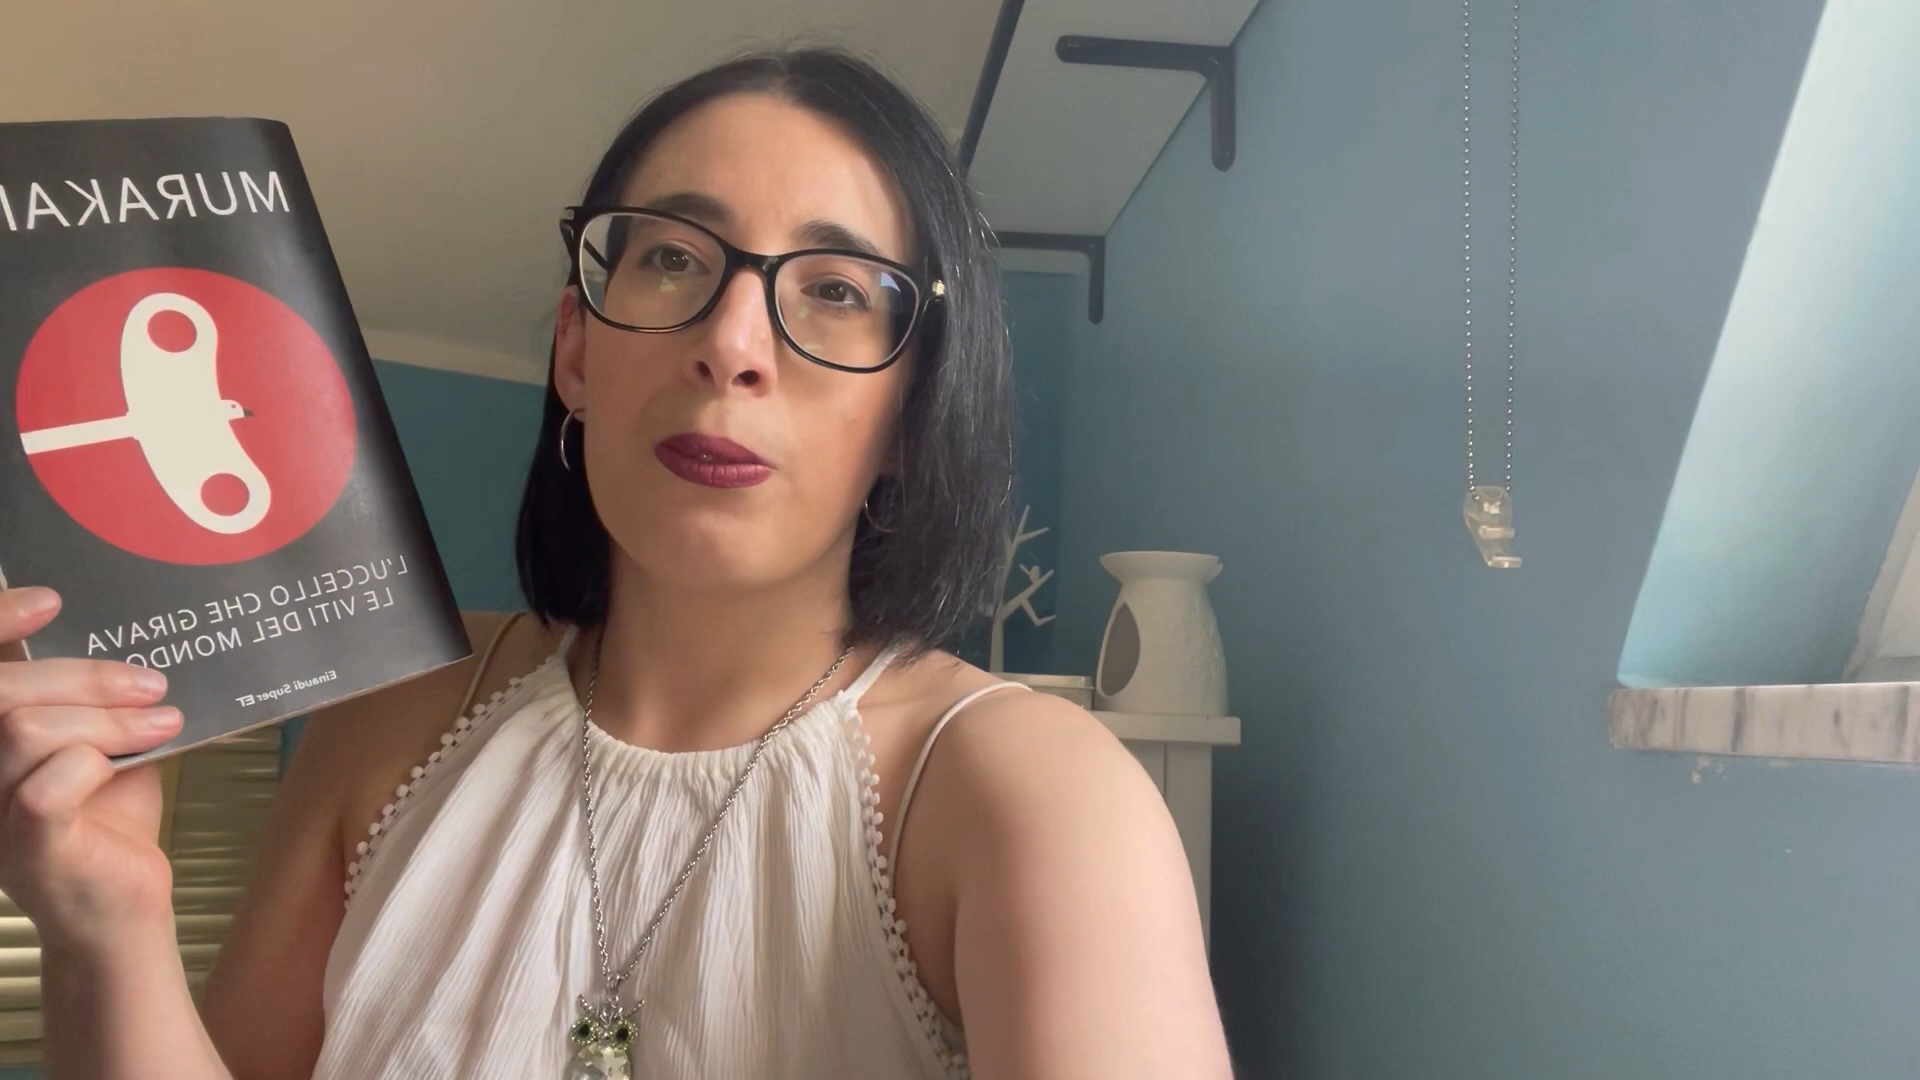 MURAKA
L'UCCELLO CHE GIRAVA
LE VITI DEL MONDO
Einaudi Super ET